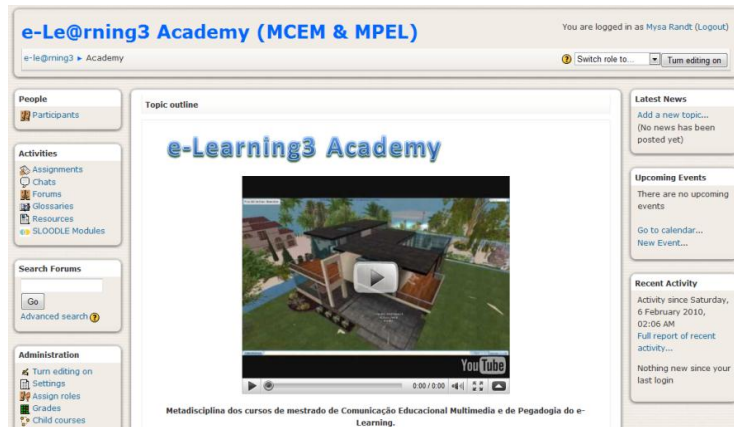 e-Le@rning3 Academy (MCEM & MPEL)
You are logged in as Mysa Randt (Logout)
e-le@rning3 ► Academy
Switch role to...
Turn editing on
People
Participants
Activities
Assignments
Chats
Forums
Glossaries
Resources
SLOODLE Modules
Search Forums
Go
Advanced search
Administration
Turn editing on
Settings
Assign roles
Grades
Child courses
Topic outline
e-Learning3 Academy
YouTube
0:00 / 0:00
Metadisciplina dos cursos de mestrado de Comunicação Educacional Multimedia e de Pegadogia do e-
Learning.
Latest News
Add a new topic...
(No news has been
posted yet)
Upcoming Events
There are no upcoming
events
Go to calendar...
New Event...
Recent Activity
Activity since Saturday,
6 February 2010,
02:06 AM
Full report of recent
activity...
Nothing new since your
last login